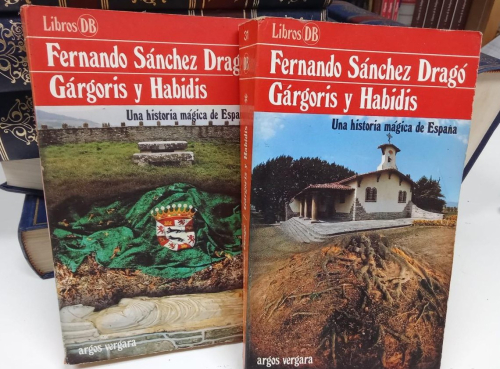 Libros DB
Fernando Sánchez Drag
Gárgoris y Habidis
Una historia mágica de España
argos vergara
Libros DB
Fernando Sánchez Dragó
Gárgoris y Habidis
Una historia mágica de España
argos vergara